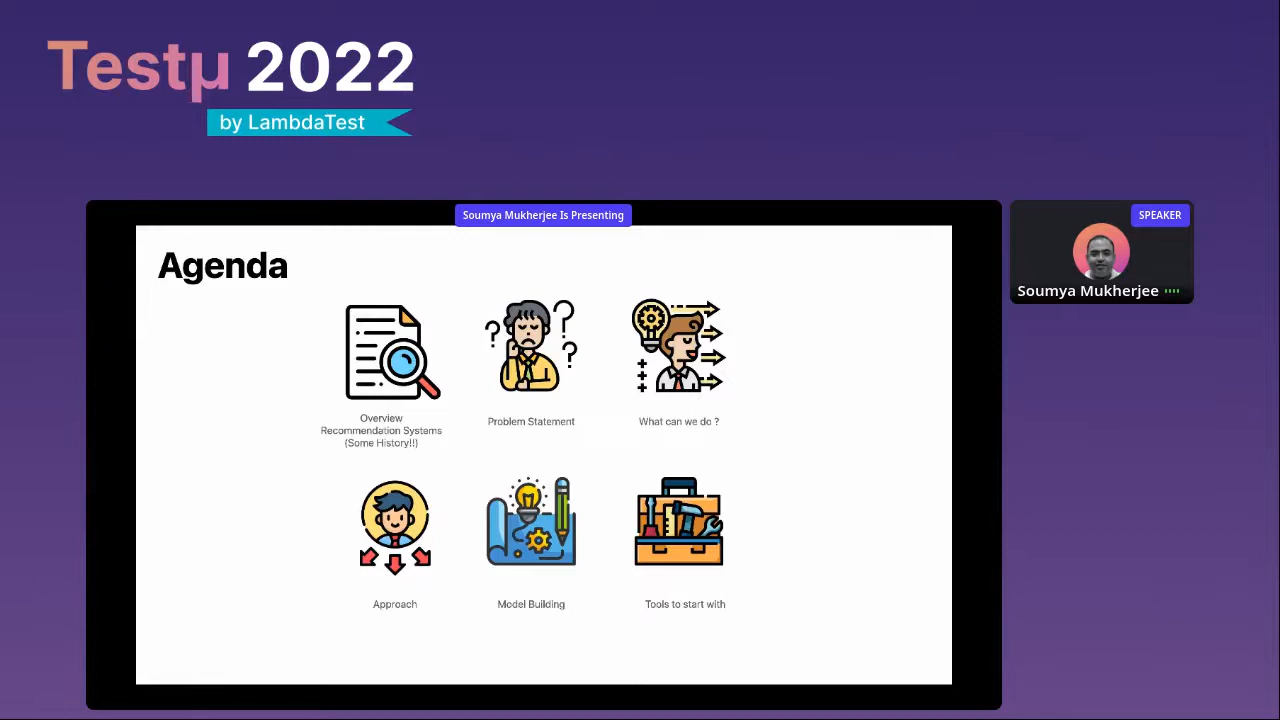 Testμ 2022
by LambdaTest
Soumya Mukherjee Is Presenting
SPEAKER
Soumya Mukherjee
Agenda
Overview
Recommendation Systems
(Some History!!)
Problem Statement
What can we do ?
Approach
Model Building
Tools to start with